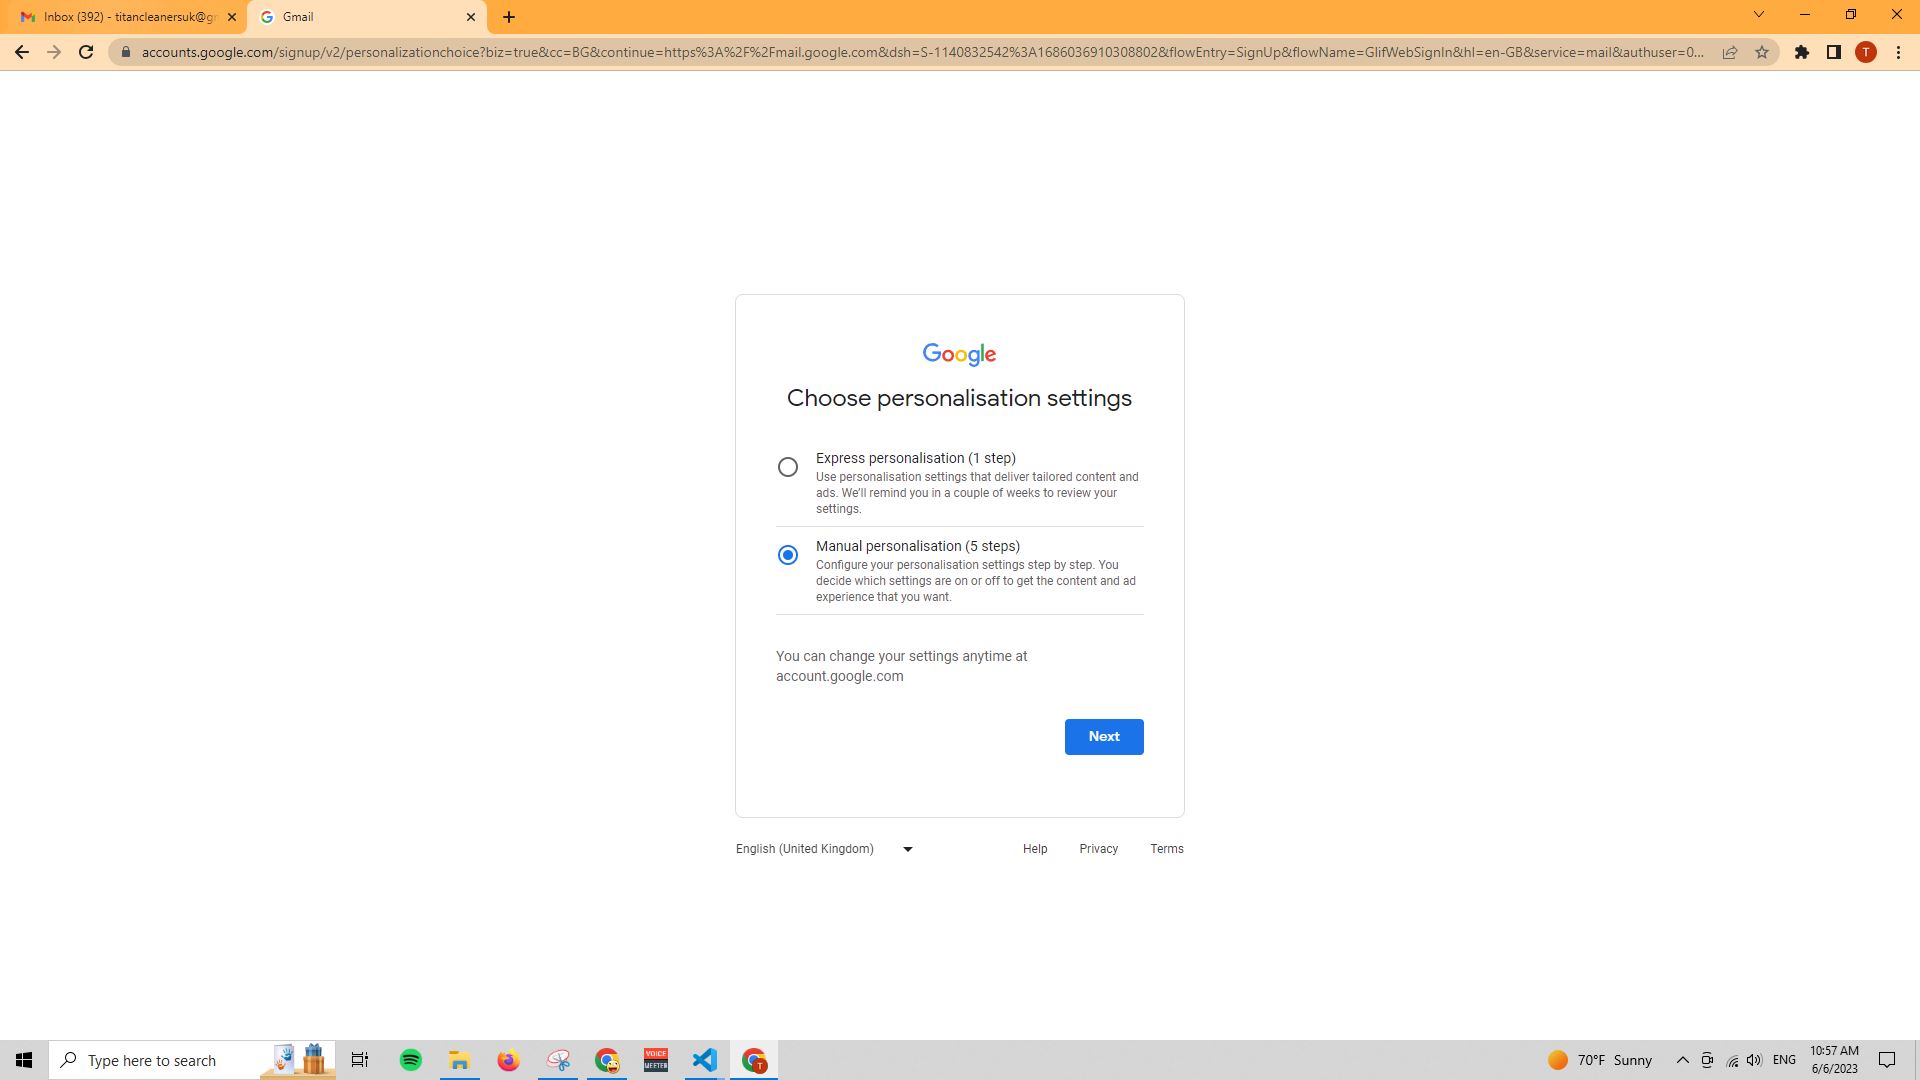 Inbox (392) - titancleanersuk@gm
Gmail
accounts.google.com/signup/v2/personalizationchoice?biz=true&cc=BG&continue=https%3A%2F%2Fmail.google.com&dsh=S-1140832542%3A1686036910308802&flowEntry=SignUp&flowName=GlifWebSignIn&hl=en-GB&service=mail&authuser=0...
T
Google
Choose personalisation settings
Express personalisation (1 step)
Use personalisation settings that deliver tailored content and
ads. We'll remind you in a couple of weeks to review your
settings.
Manual personalisation (5 steps)
Configure your personalisation settings step by step. You
decide which settings are on or off to get the content and ad
experience that you want.
You can change your settings anytime at
account.google.com
Next
English (United Kingdom)
Help
Privacy
Terms
Type here to search
VOICE
MEETER
T
70°F Sunny
ENG
10:57 AM
6/6/2023